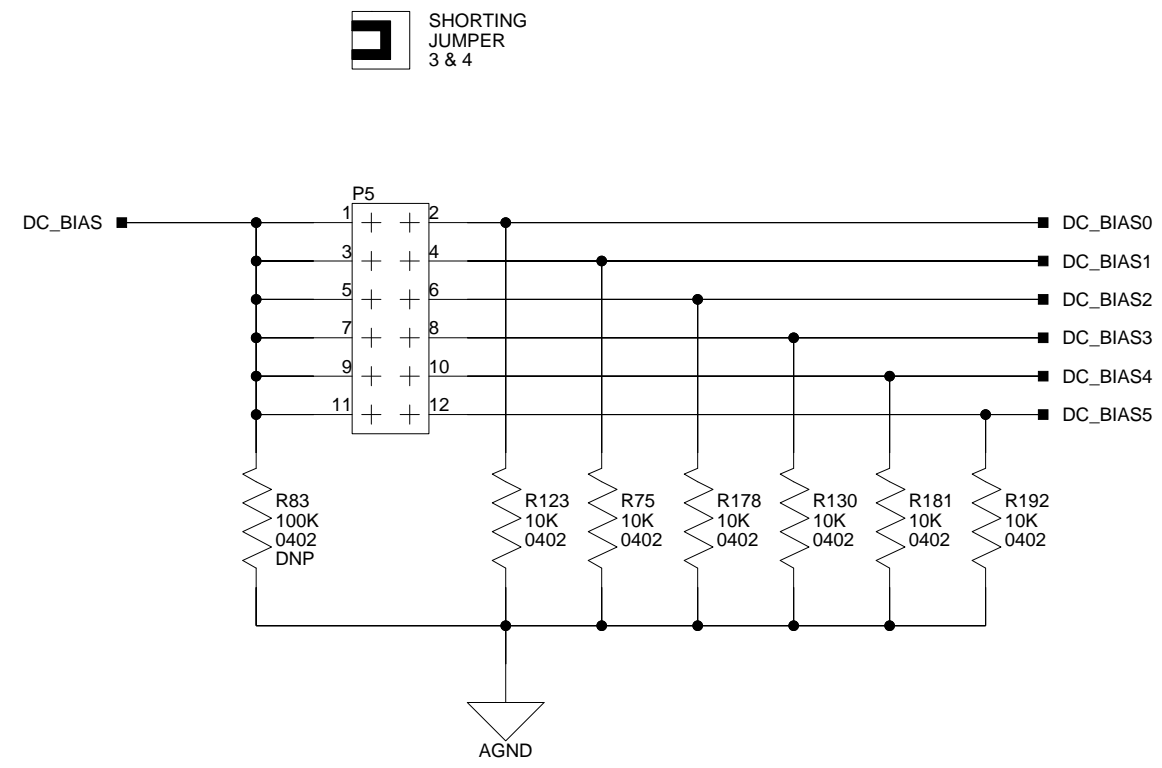 SHORTING
JUMPER
3 & 4
P5
DC_BIAS
1 2
DC_BIAS0
3 4
DC_BIAS1
5 6
DC_BIAS2
7 8
DC_BIAS3
9 10
DC_BIAS4
11 12
DC_BIAS5
R83
100K
0402
DNP
R123
10K
0402
R75
10K
0402
R178
10K
0402
R130
10K
0402
R181
10K
0402
R192
10K
0402
AGND